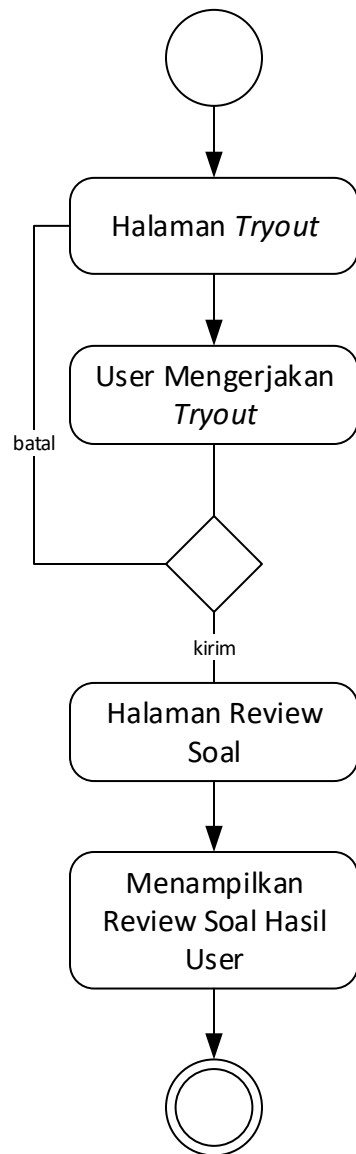 Halaman Tryout
User Mengerjakan
Tryout
batal
kirim
Halaman Review
Soal
Menampilkan
Review Soal Hasil
User